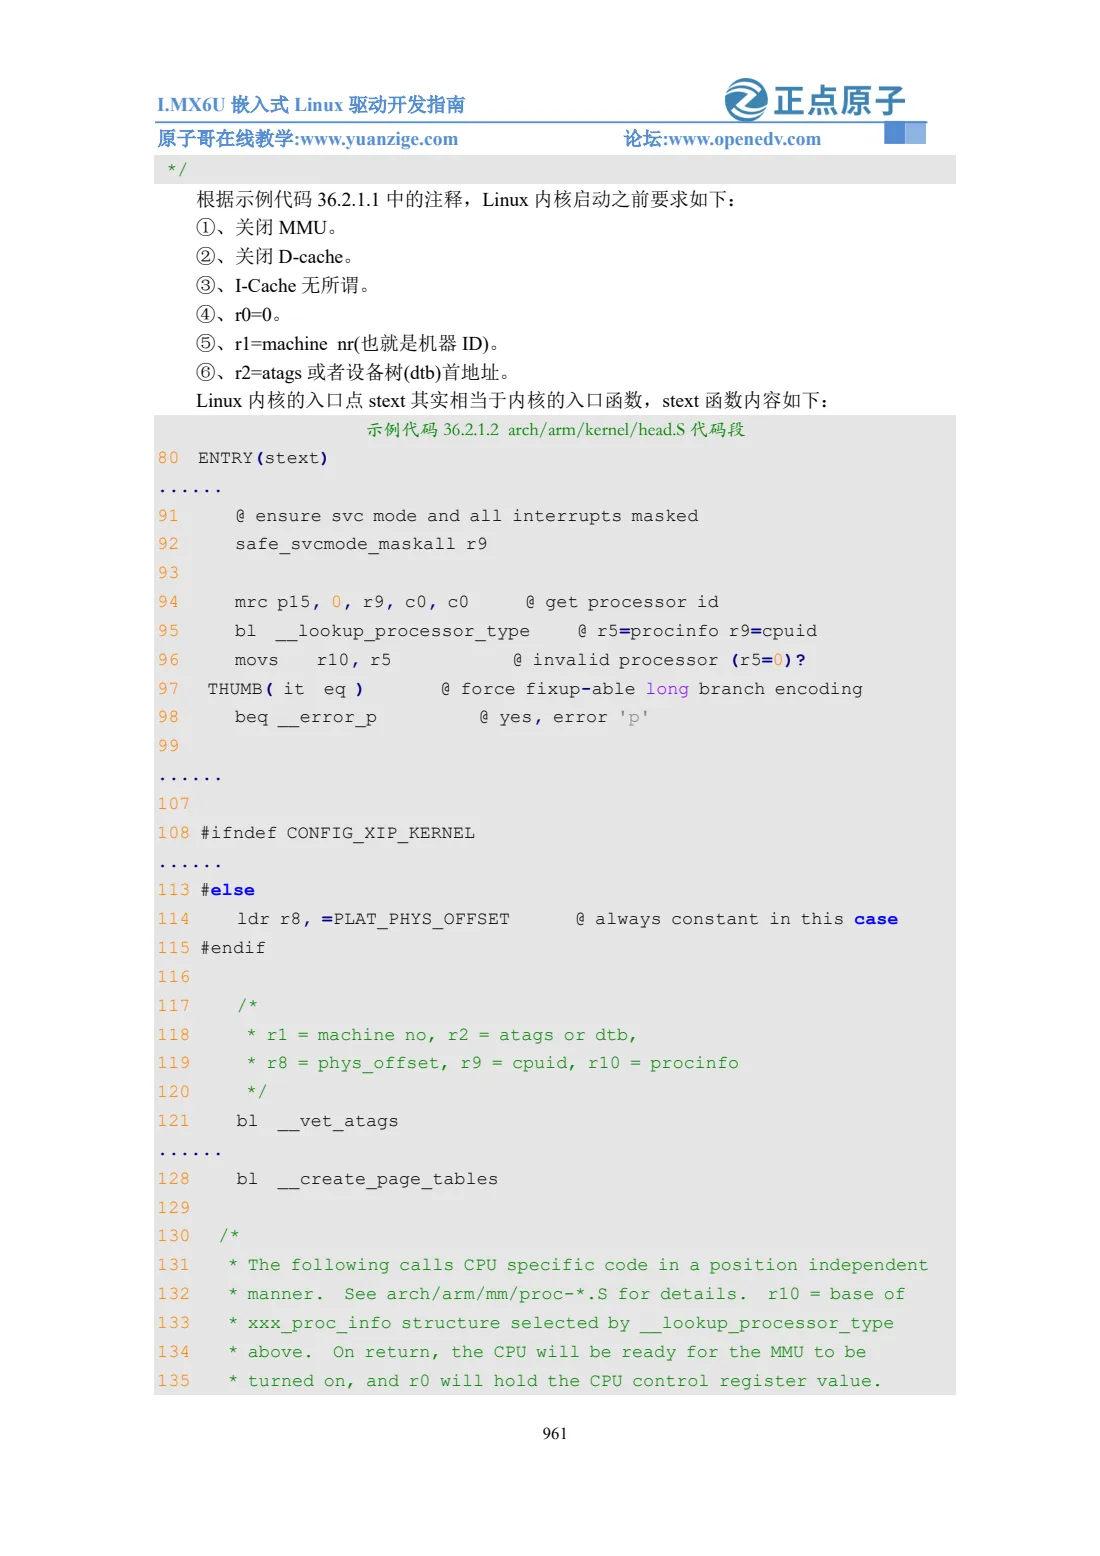 I.MX6U 嵌入式 Linux 驱动开发指南
正点原子
原子哥在线教学:www.yuanzige.com 论坛:www.openedv.com
*/
根据示例代码 36.2.1.1 中的注释，Linux 内核启动之前要求如下：
①、关闭 MMU。
②、关闭 D-cache。
③、I-Cache 无所谓。
④、r0=0。
⑤、r1=machine nr(也就是机器 ID)。
⑥、r2=atags 或者设备树(dtb)首地址。
Linux 内核的入口点 stext 其实相当于内核的入口函数，stext 函数内容如下：
示例代码 36.2.1.2 arch/arm/kernel/head.S 代码段
80 ENTRY(stext)
......
91 @ ensure svc mode and all interrupts masked
92 safe_svcmode_maskall r9
93
94 mrc p15, 0, r9, c0, c0 @ get processor id
95 bl __lookup_processor_type @ r5=procinfo r9=cpuid
96 movs r10, r5 @ invalid processor (r5=0)?
97 THUMB( it eq ) @ force fixup-able long branch encoding
98 beq __error_p @ yes, error 'p'
99
......
107
108 #ifndef CONFIG_XIP_KERNEL
......
113 #else
114 ldr r8, =PLAT_PHYS_OFFSET @ always constant in this case
115 #endif
116
117 /*
118 * r1 = machine no, r2 = atags or dtb,
119 * r8 = phys_offset, r9 = cpuid, r10 = procinfo
120 */
121 bl __vet_atags
......
128 bl __create_page_tables
129
130 /*
131 * The following calls CPU specific code in a position independent
132 * manner. See arch/arm/mm/proc-*.S for details. r10 = base of
133 * xxx_proc_info structure selected by __lookup_processor_type
134 * above. On return, the CPU will be ready for the MMU to be
135 * turned on, and r0 will hold the CPU control register value.
961